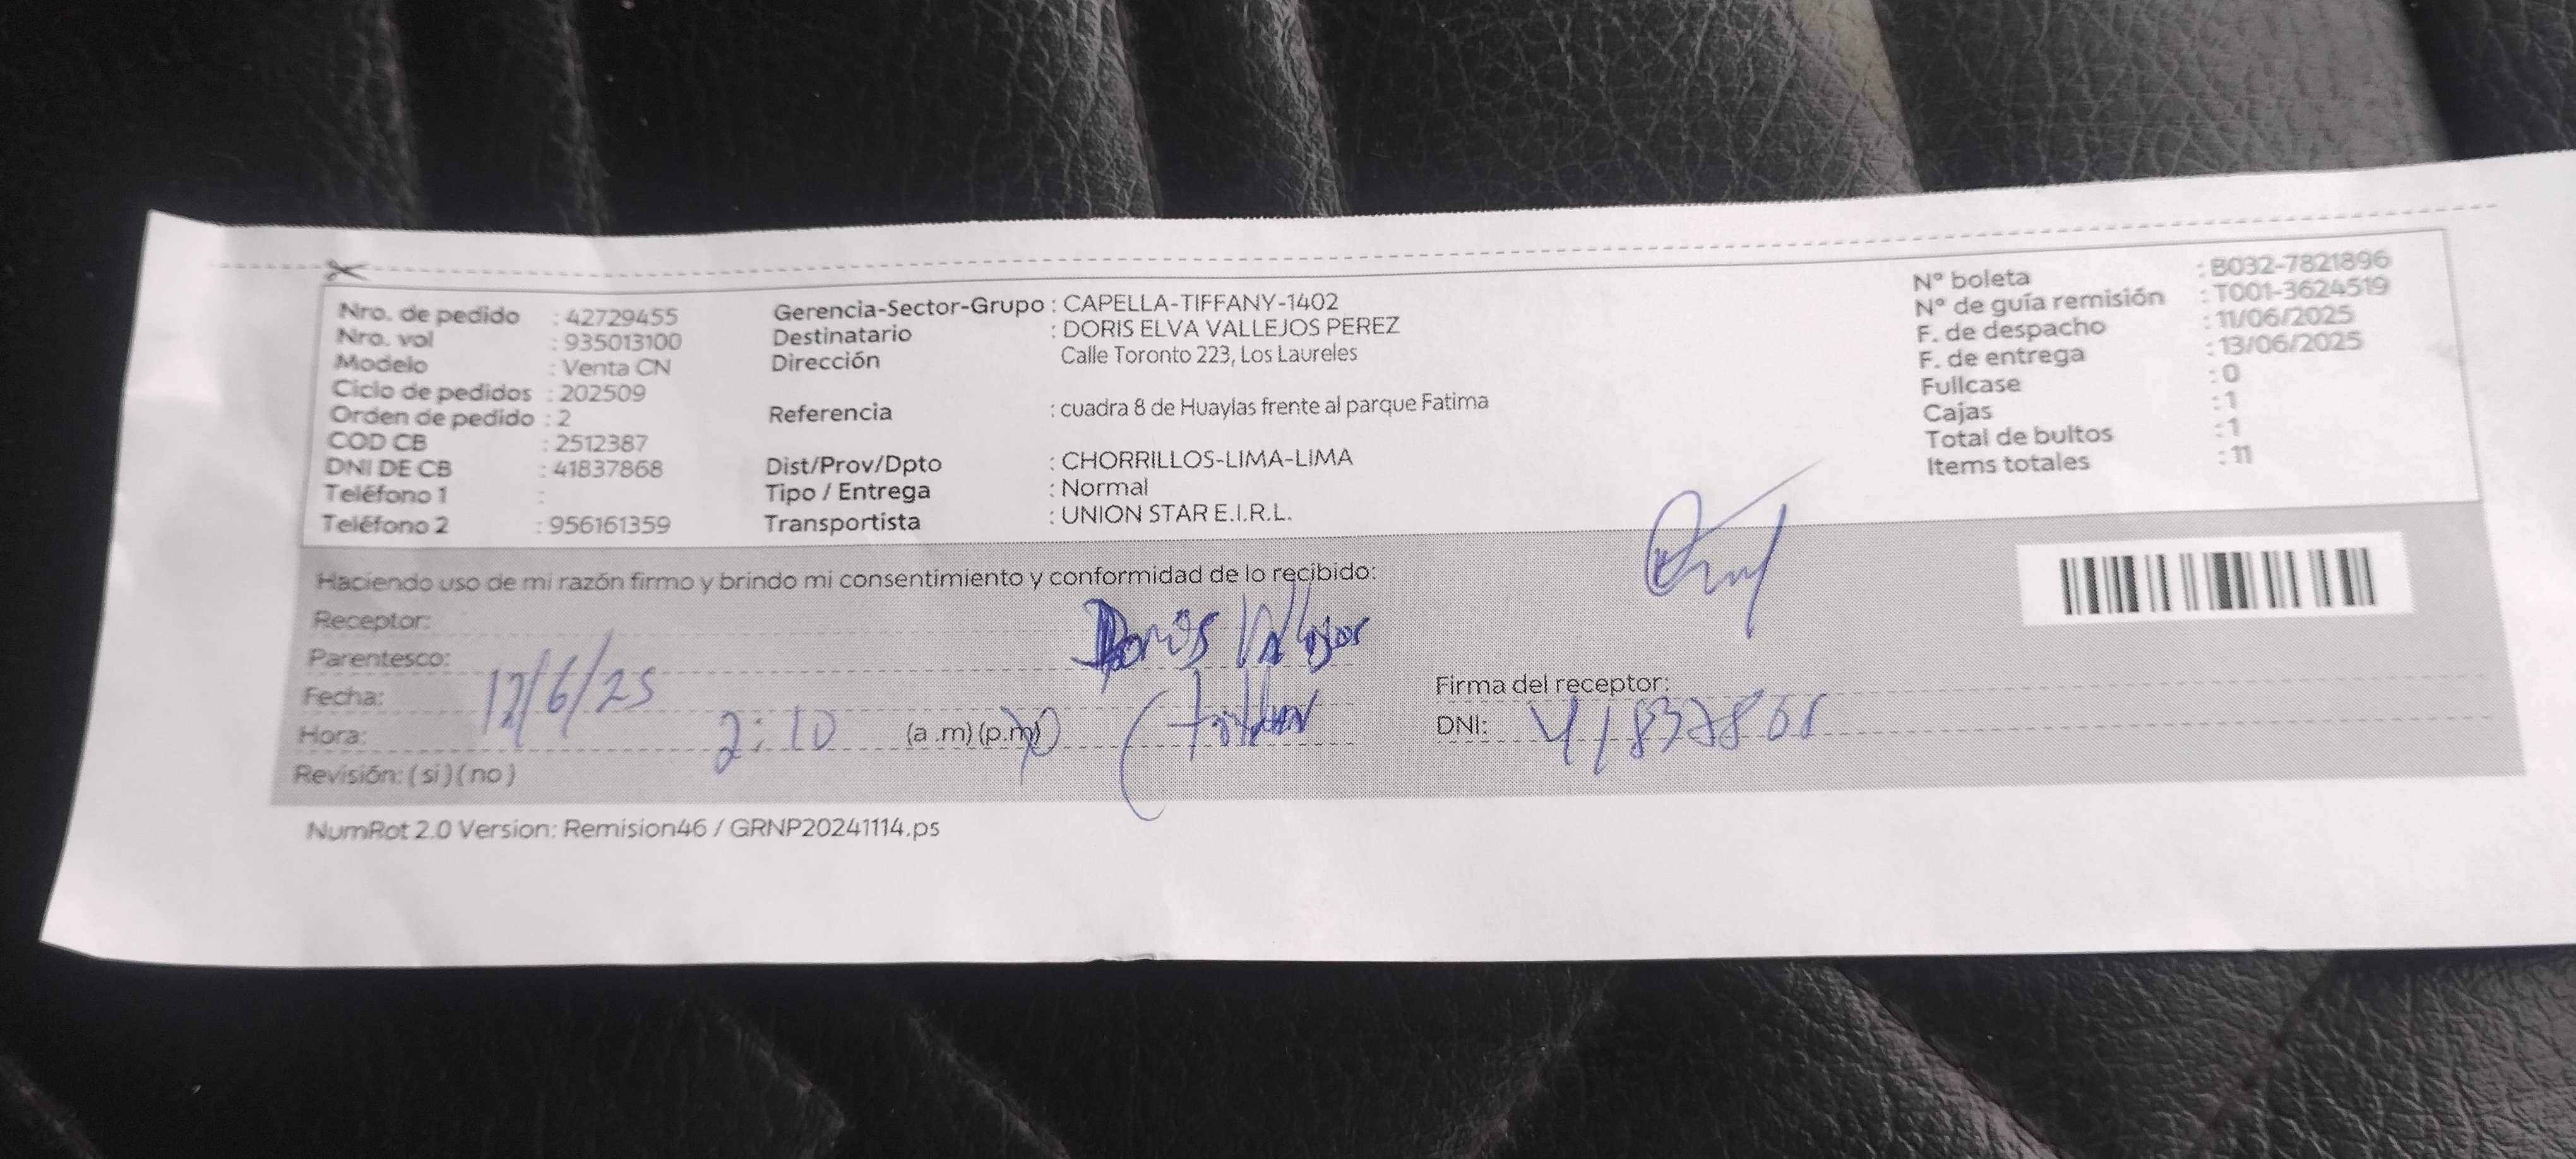 Nro. de pedido : 42729455
Nro. vol : 935013100
Modelo : Venta CN
Ciclo de pedidos : 202509
Orden de pedido : 2
COD CB : 2512387
DNI DE CB : 41837868
Teléfono 1 :
Teléfono 2 : 956161359
Gerencia-Sector-Grupo : CAPELLA-TIFFANY-1402
Destinatario : DORIS ELVA VALLEJOS PEREZ
Dirección Calle Toronto 223, Los Laureles
Referencia : cuadra 8 de Huaylas frente al parque Fatima
Dist/Prov/Dpto : CHORRILLOS-LIMA-LIMA
Tipo / Entrega : Normal
Transportista : UNION STAR E.I.R.L.
N° boleta : B032-7821896
N° de guía remisión : T001-3624519
F. de despacho : 11/06/2025
F. de entrega : 13/06/2025
Fullcase : 0
Cajas : 1
Total de bultos : 1
Items totales : 11
Haciendo uso de mi razón firmo y brindo mi consentimiento y conformidad de lo recibido:
Receptor: Doris Vallejos
Parentesco:
Fecha: 12/6/25
Hora: 2:10 (a .m) (p.m) (titular
Revisión: ( si ) ( no )
Firma del receptor:
DNI: 41837868
NumRot 2.0 Version: Remision46 / GRNP20241114.ps